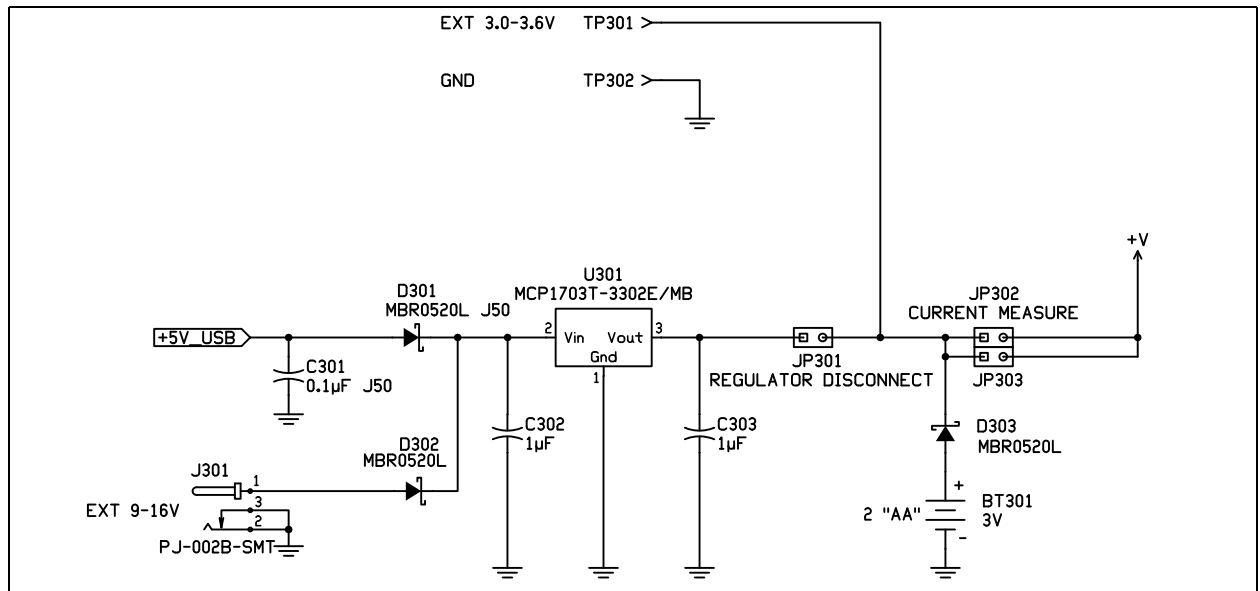 EXT 3.0-3.6V TP301
GND TP302
+V
U301
MCP1703T-3302E/MB
D301
MBR0520L J50
JP302
CURRENT MEASURE
+5V_USB
2 Vin Vout 3
Gnd
1
JP301
REGULATOR DISCONNECT
JP303
C301
0.1µF J50
C302
1µF
C303
1µF
D303
MBR0520L
D302
MBR0520L
J301
1
EXT 9-16V
3
2
PJ-002B-SMT
+
2 "AA"
BT301
3V
-